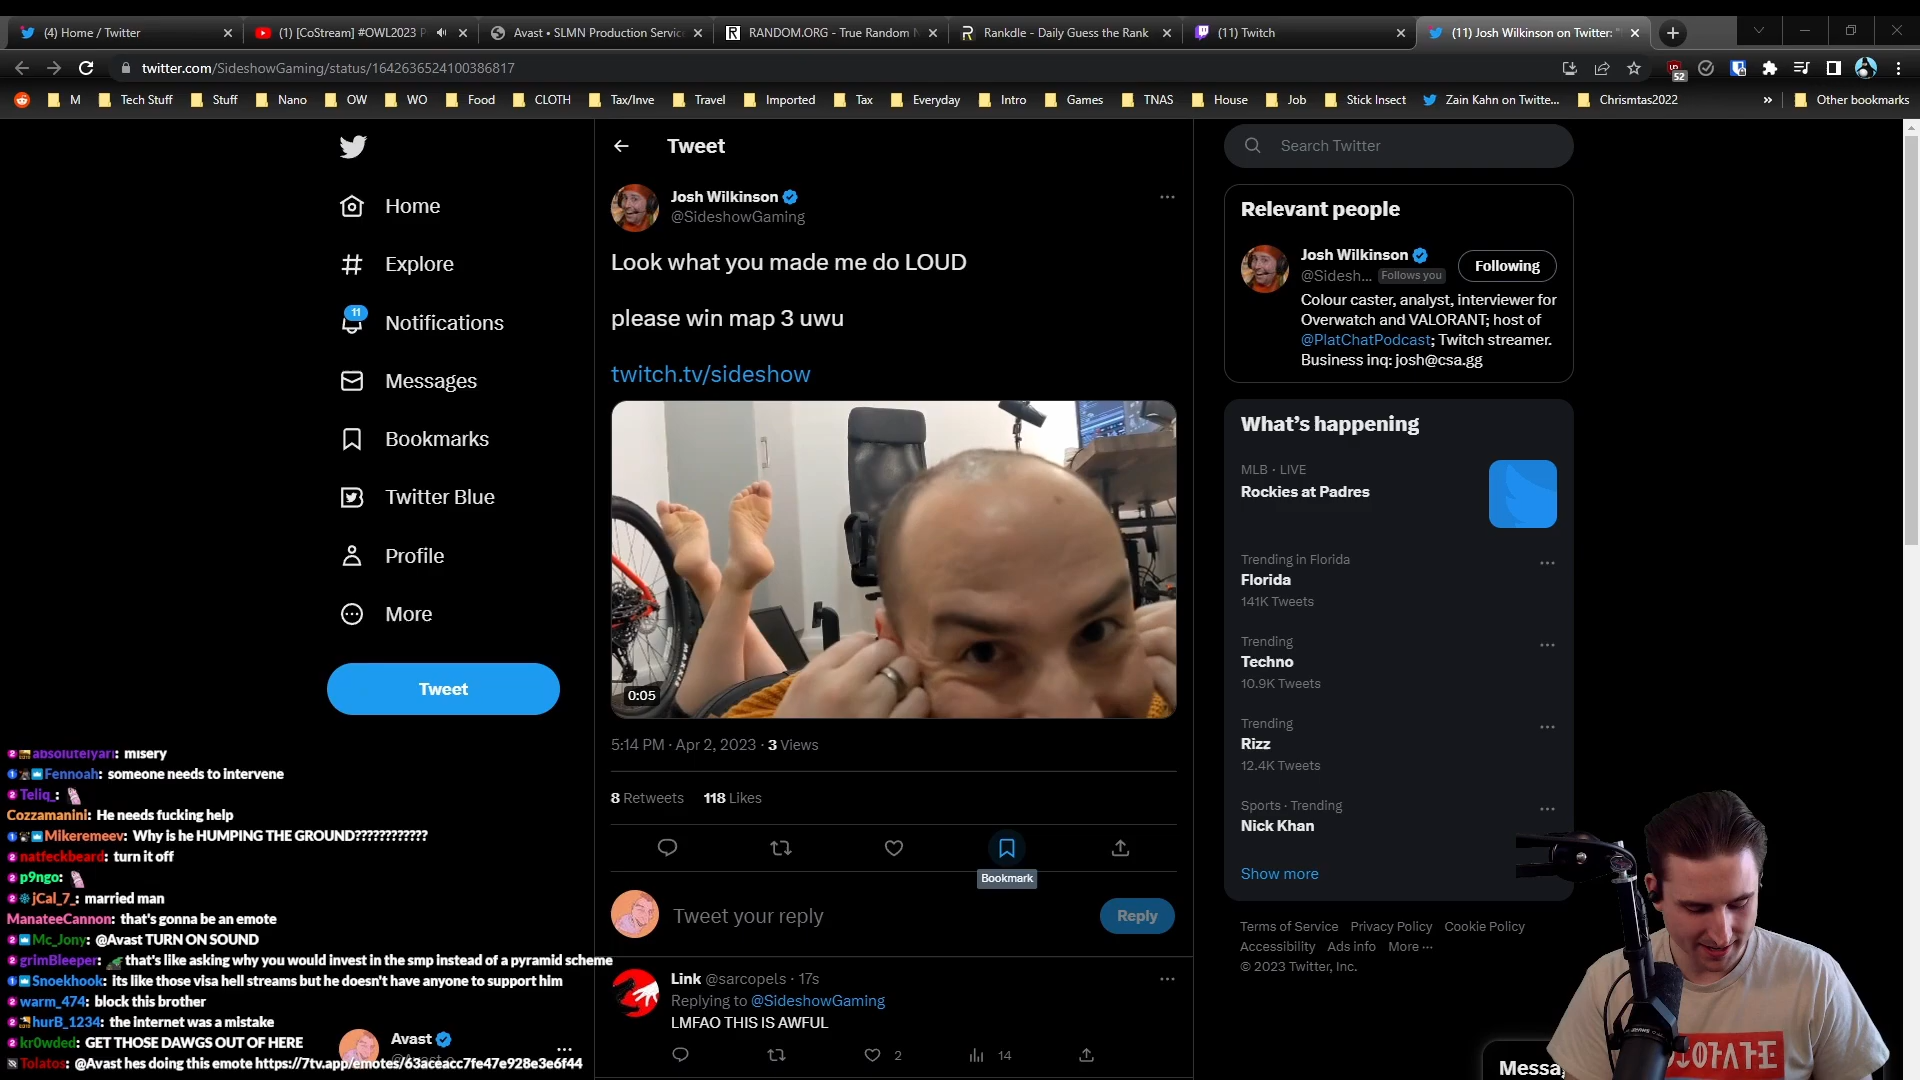 (4) Home / Twitter
(1) [CoStream] #OWL2023 P
Avast • SLMN Production Service
RANDOM.ORG - True Random N
Rankdle - Daily Guess the Rank
(11) Twitch
(11) Josh Wilkinson on Twitter: "
twitter.com/SideshowGaming/status/1642636524100386817
52
M
Tech Stuff
Stuff
Nano
OW
WO
Food
CLOTH
Tax/Inve
Travel
Imported
Tax
Everyday
Intro
Games
TNAS
House
Job
Stick Insect
Zain Kahn on Twitte...
Chrismtas2022
»
Other bookmarks
Home
Explore
11
Notifications
Messages
Bookmarks
Twitter Blue
Profile
More
Tweet
Tweet
Josh Wilkinson
@SideshowGaming
Look what you made me do LOUD
please win map 3 uwu
twitch.tv/sideshow
0:05
5:14 PM · Apr 2, 2023 · 3 Views
8 Retweets 118 Likes
Bookmark
Tweet your reply
Reply
Link @sarcopels · 17s
Replying to @SideshowGaming
LMFAO THIS IS AWFUL
2
14
Search Twitter
Relevant people
Josh Wilkinson
@Sidesh... Follows you
Following
Colour caster, analyst, interviewer for
Overwatch and VALORANT; host of
@PlatChatPodcast; Twitch streamer.
Business inq: josh@csa.gg
What's happening
MLB · LIVE
Rockies at Padres
Trending in Florida
Florida
141K Tweets
Trending
Techno
10.9K Tweets
Trending
Rizz
12.4K Tweets
Sports · Trending
Nick Khan
Show more
Terms of Service Privacy Policy Cookie Policy
Accessibility Ads info More ...
© 2023 Twitter, Inc.
Messa
absolutelyari: misery
Fennoah: someone needs to intervene
Teliq_:
Cozzamanini: He needs fucking help
Mikeremeev: Why is he HUMPING THE GROUND????????????
natfeckbeard: turn it off
p9ngo:
jCal_7_: married man
ManateeCannon: that's gonna be an emote
Mc_Jony: @Avast TURN ON SOUND
grimBleeper: that's like asking why you would invest in the smp instead of a pyramid scheme
Snoekhook: its like those visa hell streams but he doesn't have anyone to support him
warm_474: block this brother
hurB_1234: the internet was a mistake
kr0wded: GET THOSE DAWGS OUT OF HERE
Tolatos: @Avast hes doing this emote https://7tv.app/emotes/63aceacc7fe47e928e3e6f44
Avast